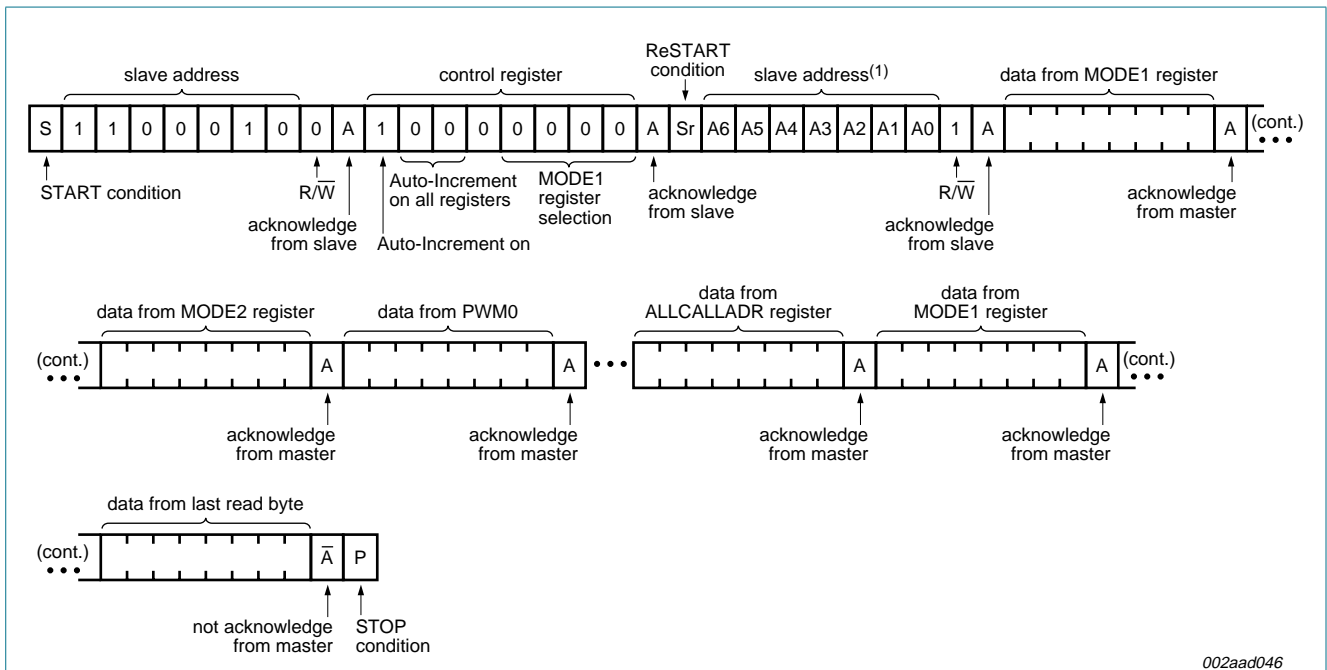 ReSTART
condition
slave address
control register
slave address(1)
data from MODE1 register
S 1 1 0 0 0 1 0 0 A 1 0 0 0 0 0 0 0 A Sr A6 A5 A4 A3 A2 A1 A0 1 A A (cont.)
START condition
R/W̅
acknowledge
from slave
Auto-Increment on
Auto-Increment
on all registers
MODE1
register
selection
acknowledge
from slave
R/W̅
acknowledge
from slave
acknowledge
from master
data from MODE2 register
data from PWM0
data from
ALLCALLADR register
data from
MODE1 register
(cont.) A A A A (cont.)
acknowledge
from master
acknowledge
from master
acknowledge
from master
acknowledge
from master
data from last read byte
(cont.) A̅ P
not acknowledge
from master
STOP
condition
002aad046